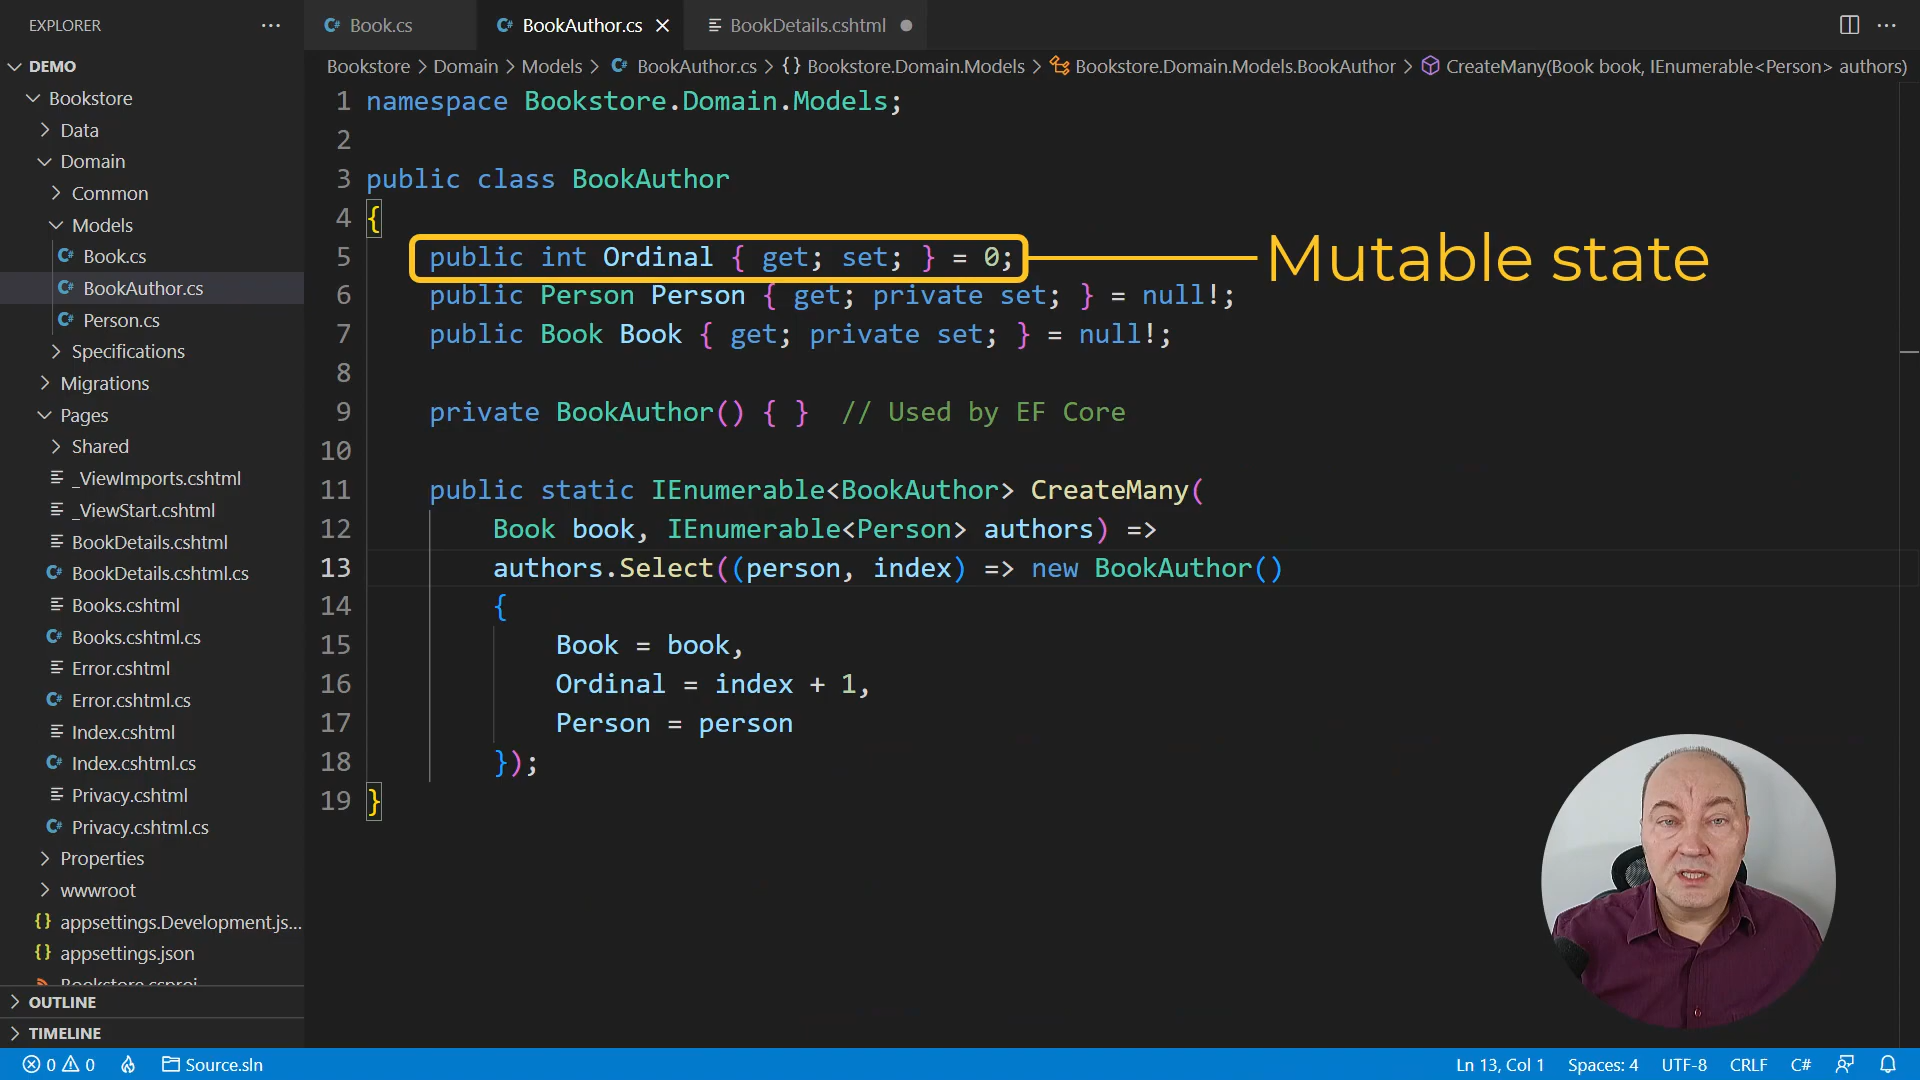 EXPLORER
Book.cs
BookAuthor.cs
BookDetails.cshtml
DEMO
Bookstore
Data
Domain
Common
Models
Book.cs
BookAuthor.cs
Person.cs
Specifications
Migrations
Pages
Shared
_ViewImports.cshtml
_ViewStart.cshtml
BookDetails.cshtml
BookDetails.cshtml.cs
Books.cshtml
Books.cshtml.cs
Error.cshtml
Error.cshtml.cs
Index.cshtml
Index.cshtml.cs
Privacy.cshtml
Privacy.cshtml.cs
Properties
wwwroot
appsettings.Development.js...
appsettings.json
Bookstore.csproj
OUTLINE
TIMELINE
Bookstore > Domain > Models > BookAuthor.cs > {} Bookstore.Domain.Models > Bookstore.Domain.Models.BookAuthor > CreateMany(Book book, IEnumerable<Person> authors)
1 namespace Bookstore.Domain.Models;
2
3 public class BookAuthor
4 {
5 public int Ordinal { get; set; } = 0;
Mutable state
6 public Person Person { get; private set; } = null!;
7 public Book Book { get; private set; } = null!;
8
9 private BookAuthor() { } // Used by EF Core
10
11 public static IEnumerable<BookAuthor> CreateMany(
12 Book book, IEnumerable<Person> authors) =>
13 authors.Select((person, index) => new BookAuthor()
14 {
15 Book = book,
16 Ordinal = index + 1,
17 Person = person
18 });
19 }
0 0 Source.sln Ln 13, Col 1 Spaces: 4 UTF-8 CRLF C#